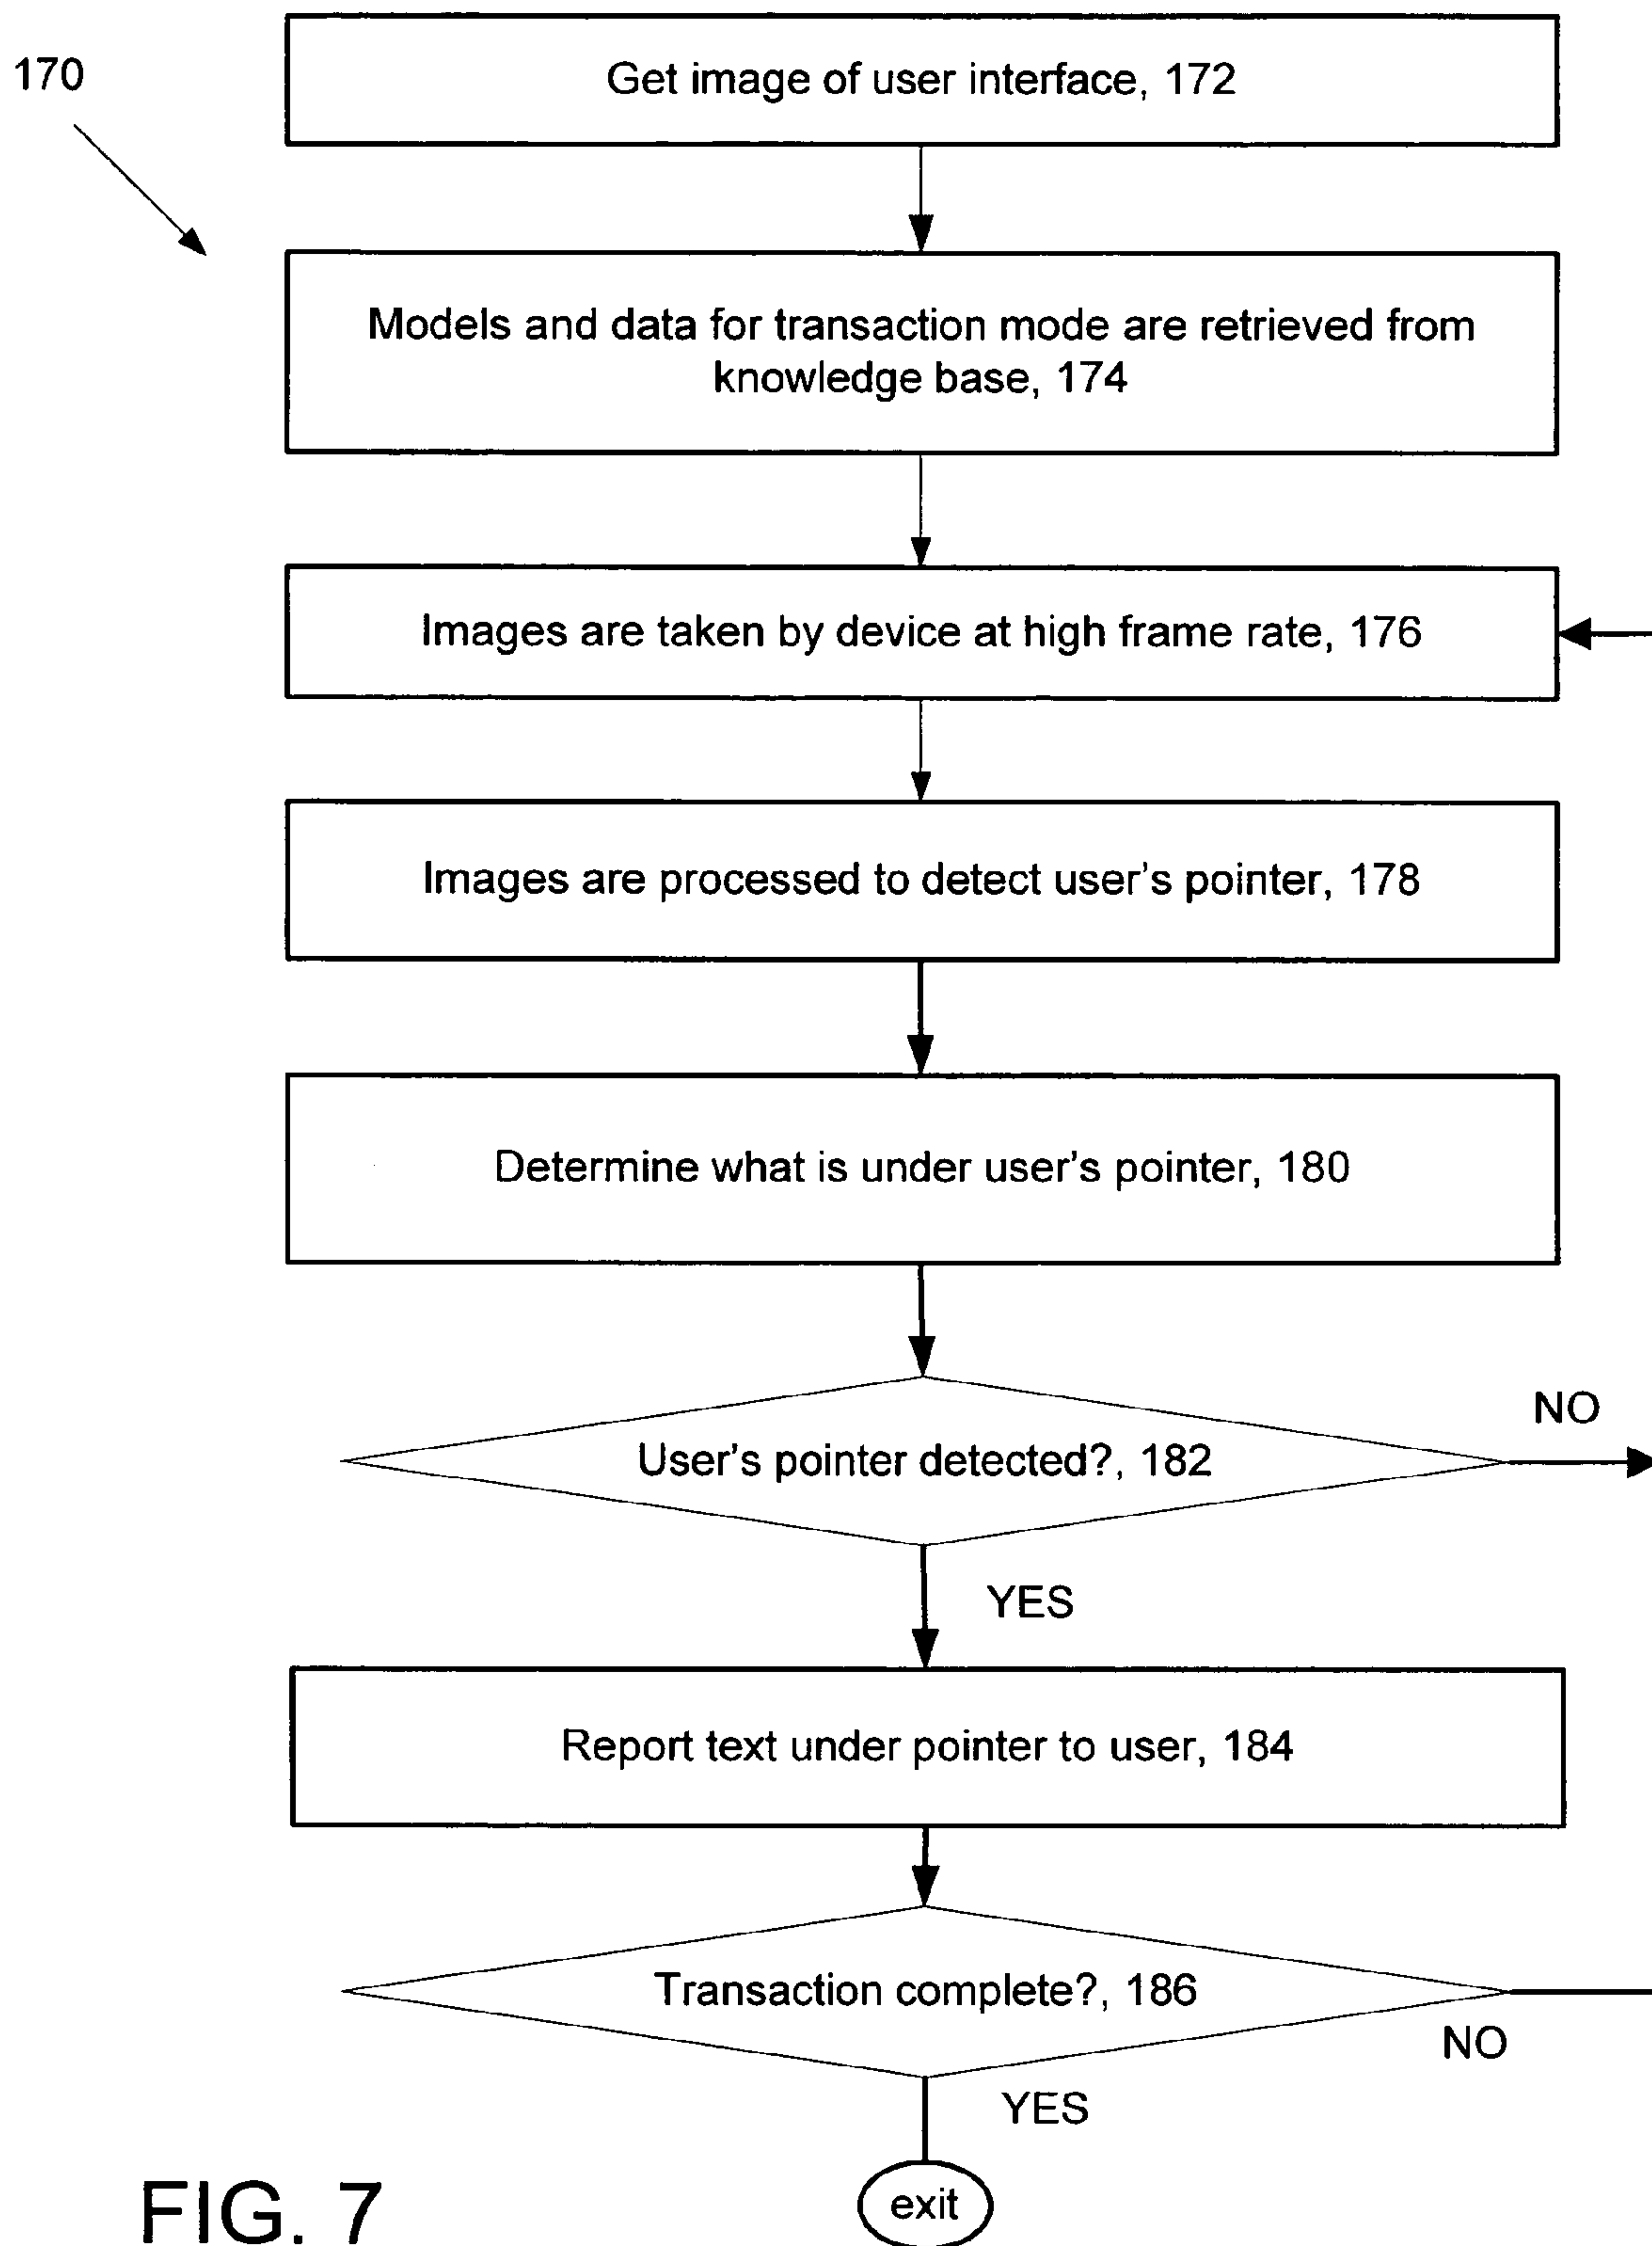 170
Get image of user interface, 172
Models and data for transaction mode are retrieved from
knowledge base, 174
Images are taken by device at high frame rate, 176
Images are processed to detect user's pointer, 178
Determine what is under user's pointer, 180
User's pointer detected?, 182
NO
YES
Report text under pointer to user, 184
Transaction complete?, 186
NO
YES
exit
FIG. 7